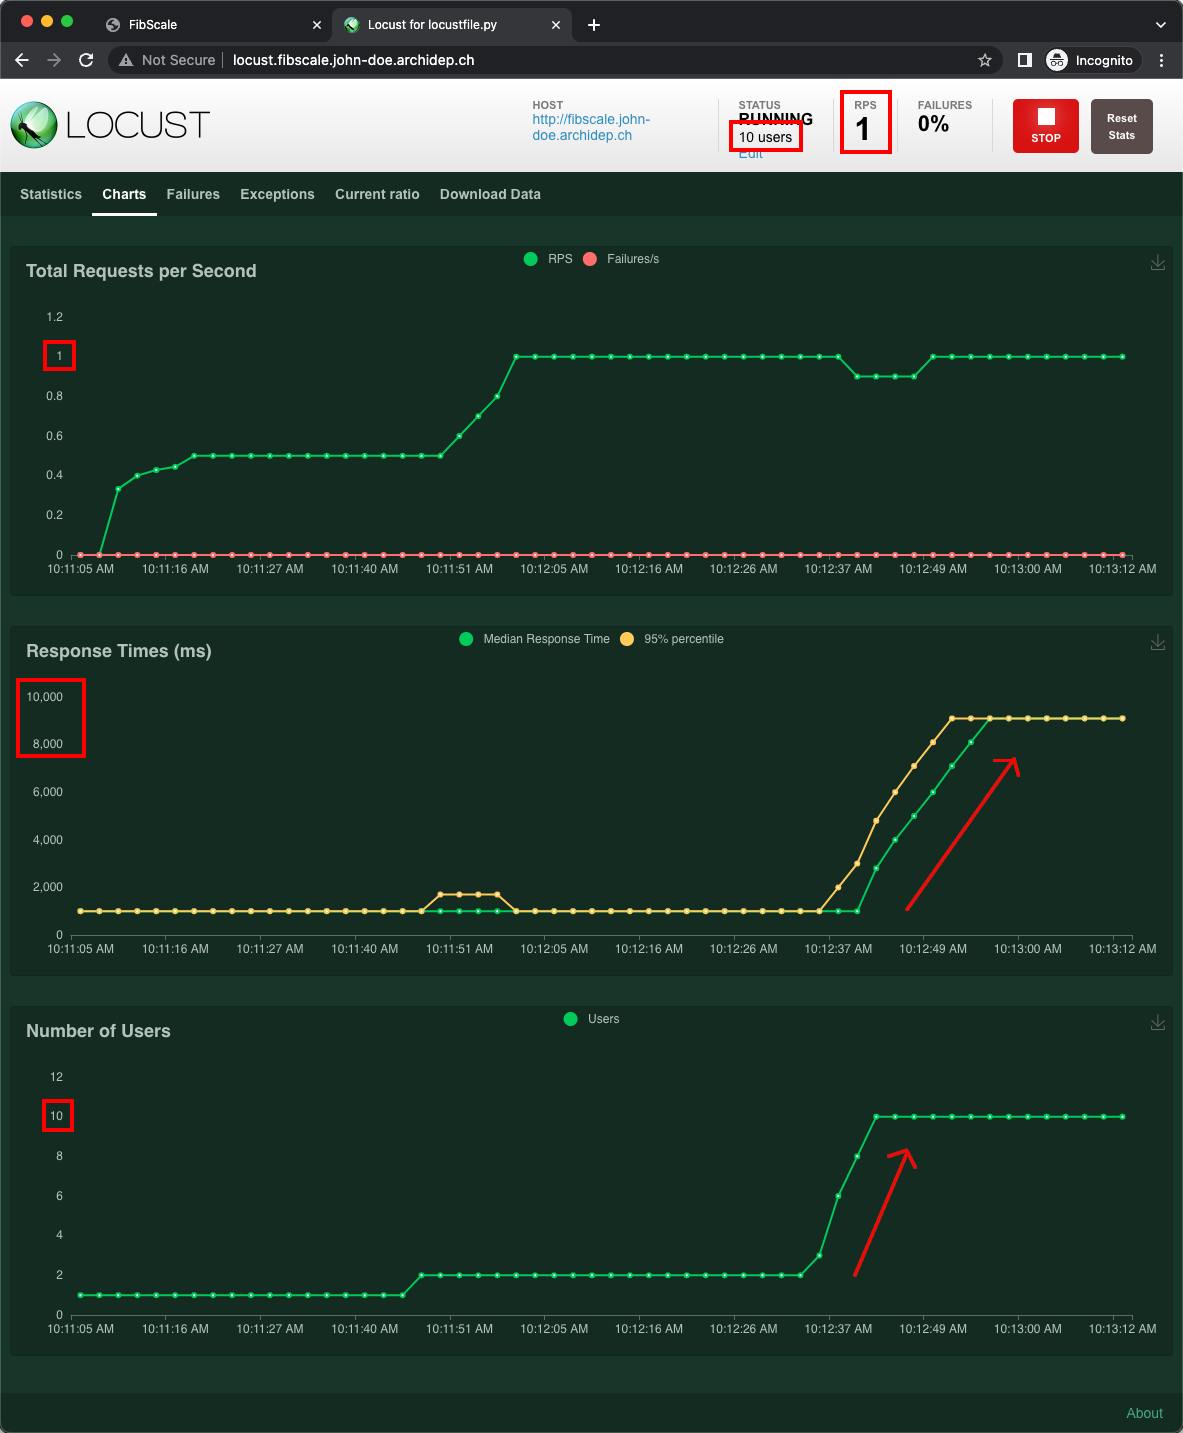 FibScale
Locust for locustfile.py
Not Secure
locust.fibscale.john-doe.archidep.ch
Incognito
LOCUST
HOST
http://fibscale.john-
doe.archidep.ch
STATUS
RUNNING
10 users
Edit
RPS
1
FAILURES
0%
STOP
Reset
Stats
Statistics Charts Failures Exceptions Current ratio Download Data
Total Requests per Second
RPS Failures/s
1.2
1
0.8
0.6
0.4
0.2
0
10:11:05 AM 10:11:16 AM 10:11:27 AM 10:11:40 AM 10:11:51 AM 10:12:05 AM 10:12:16 AM 10:12:26 AM 10:12:37 AM 10:12:49 AM 10:13:00 AM 10:13:12 AM
Response Times (ms)
Median Response Time 95% percentile
10,000
8,000
6,000
4,000
2,000
0
10:11:05 AM 10:11:16 AM 10:11:27 AM 10:11:40 AM 10:11:51 AM 10:12:05 AM 10:12:16 AM 10:12:26 AM 10:12:37 AM 10:12:49 AM 10:13:00 AM 10:13:12 AM
Number of Users
Users
12
10
8
6
4
2
0
10:11:05 AM 10:11:16 AM 10:11:27 AM 10:11:40 AM 10:11:51 AM 10:12:05 AM 10:12:16 AM 10:12:26 AM 10:12:37 AM 10:12:49 AM 10:13:00 AM 10:13:12 AM
About